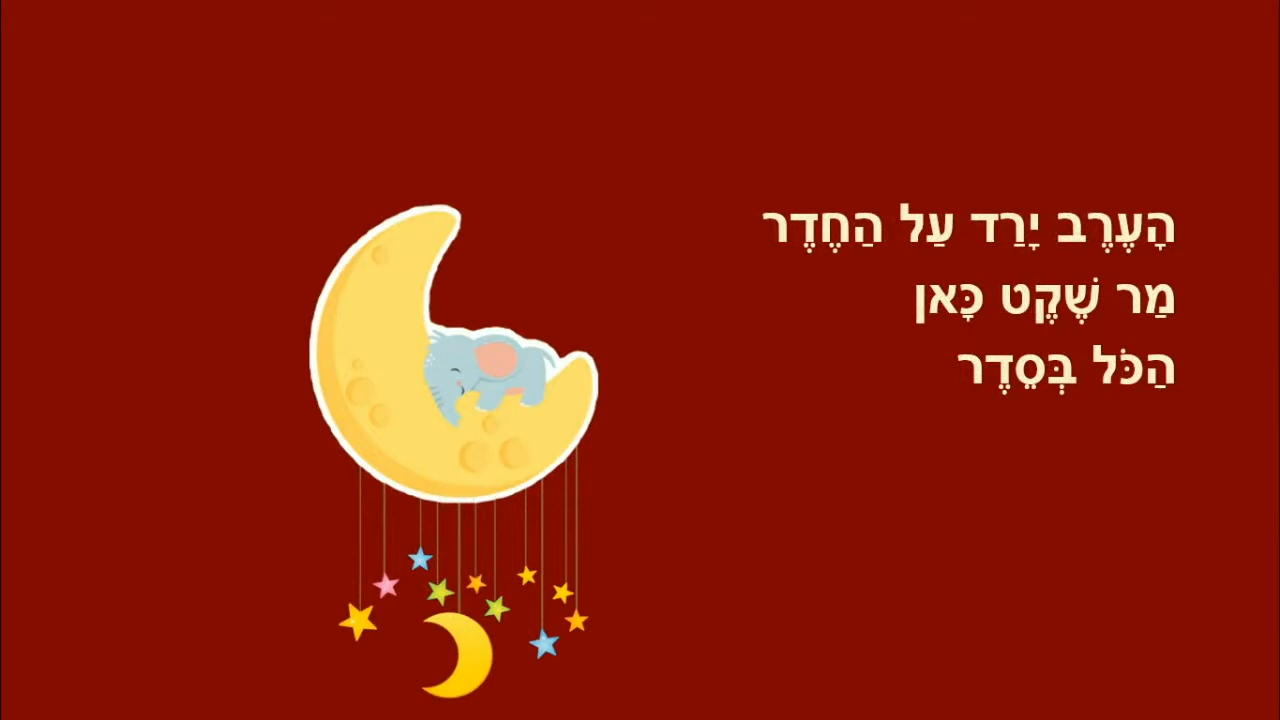 הָעֶרֶב יָרַד עַל הַחֶדֶר
מַר שֶׁקֶט כָּאן
הַכֹּל בְּסֵדֶר